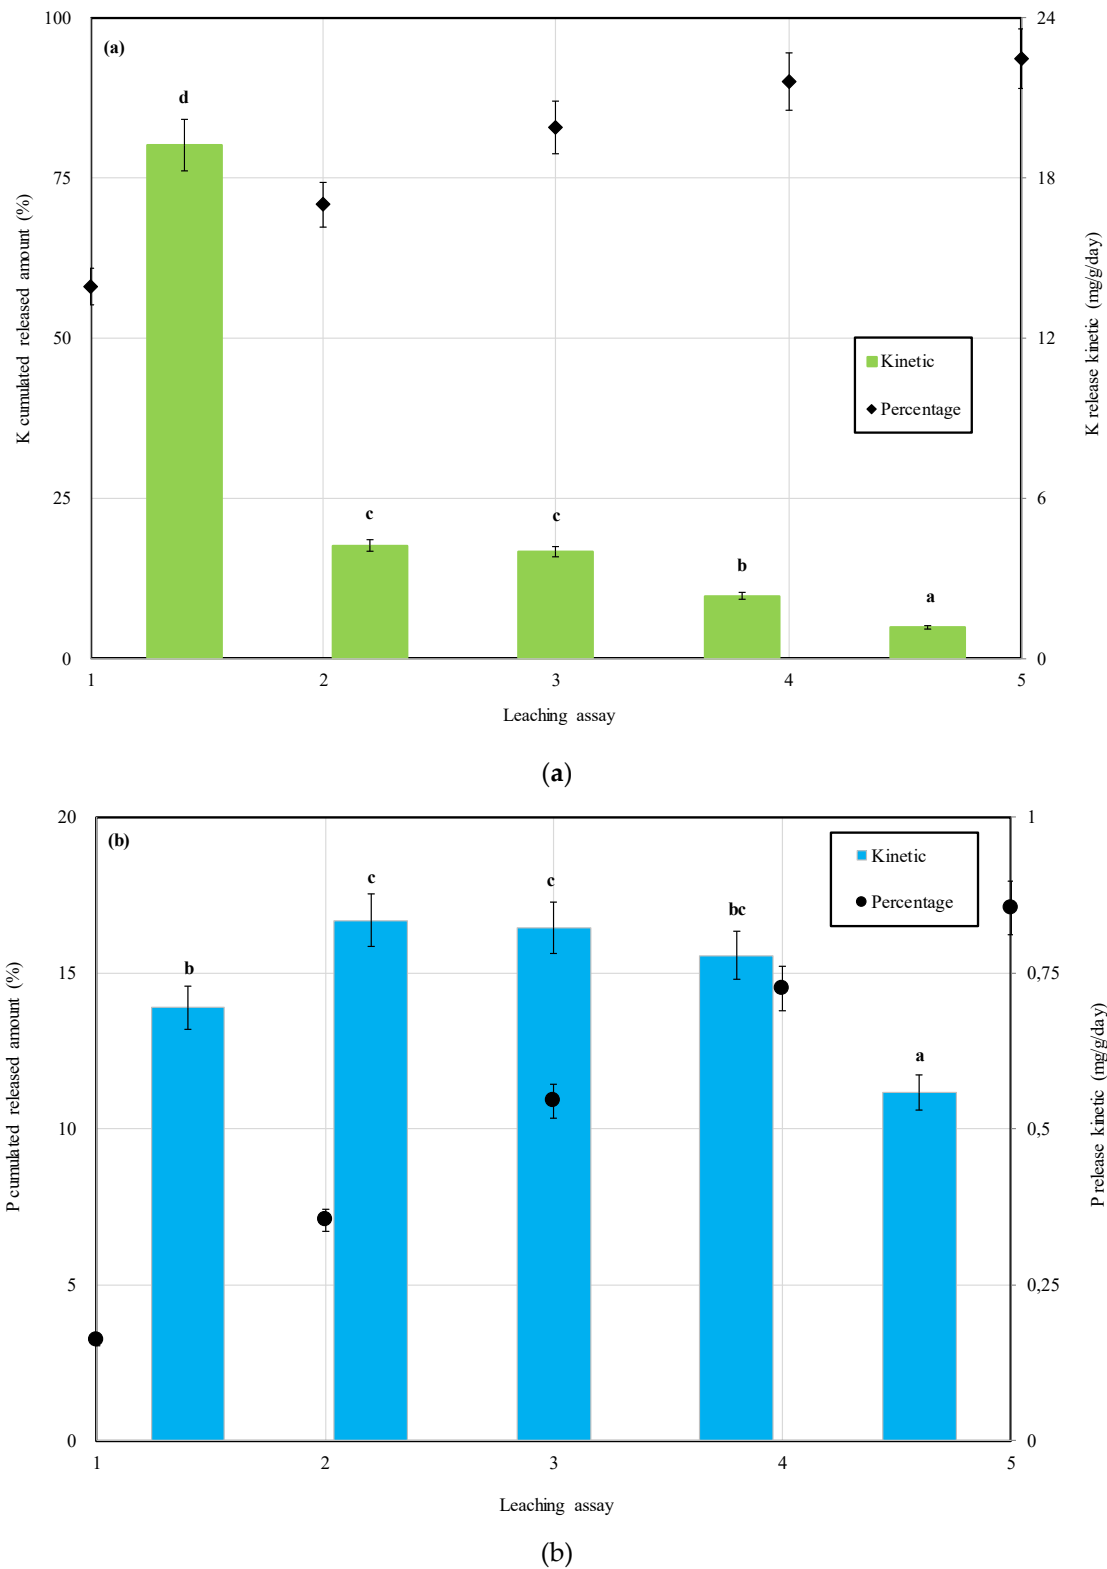 100
24
(a)
d
75
18
K cumulated released amount (%)
K release kinetic (mg/g/day)
50
12
Kinetic
Percentage
25
6
c
c
b
a
0
0
1
2
3
4
5
Leaching assay
(a)
20
1
(b)
Kinetic
Percentage
c
c
bc
b
15
0,75
P cumulated released amount (%)
P release kinetic (mg/g/day)
a
10
0,5
5
0,25
0
0
1
2
3
4
5
Leaching assay
(b)